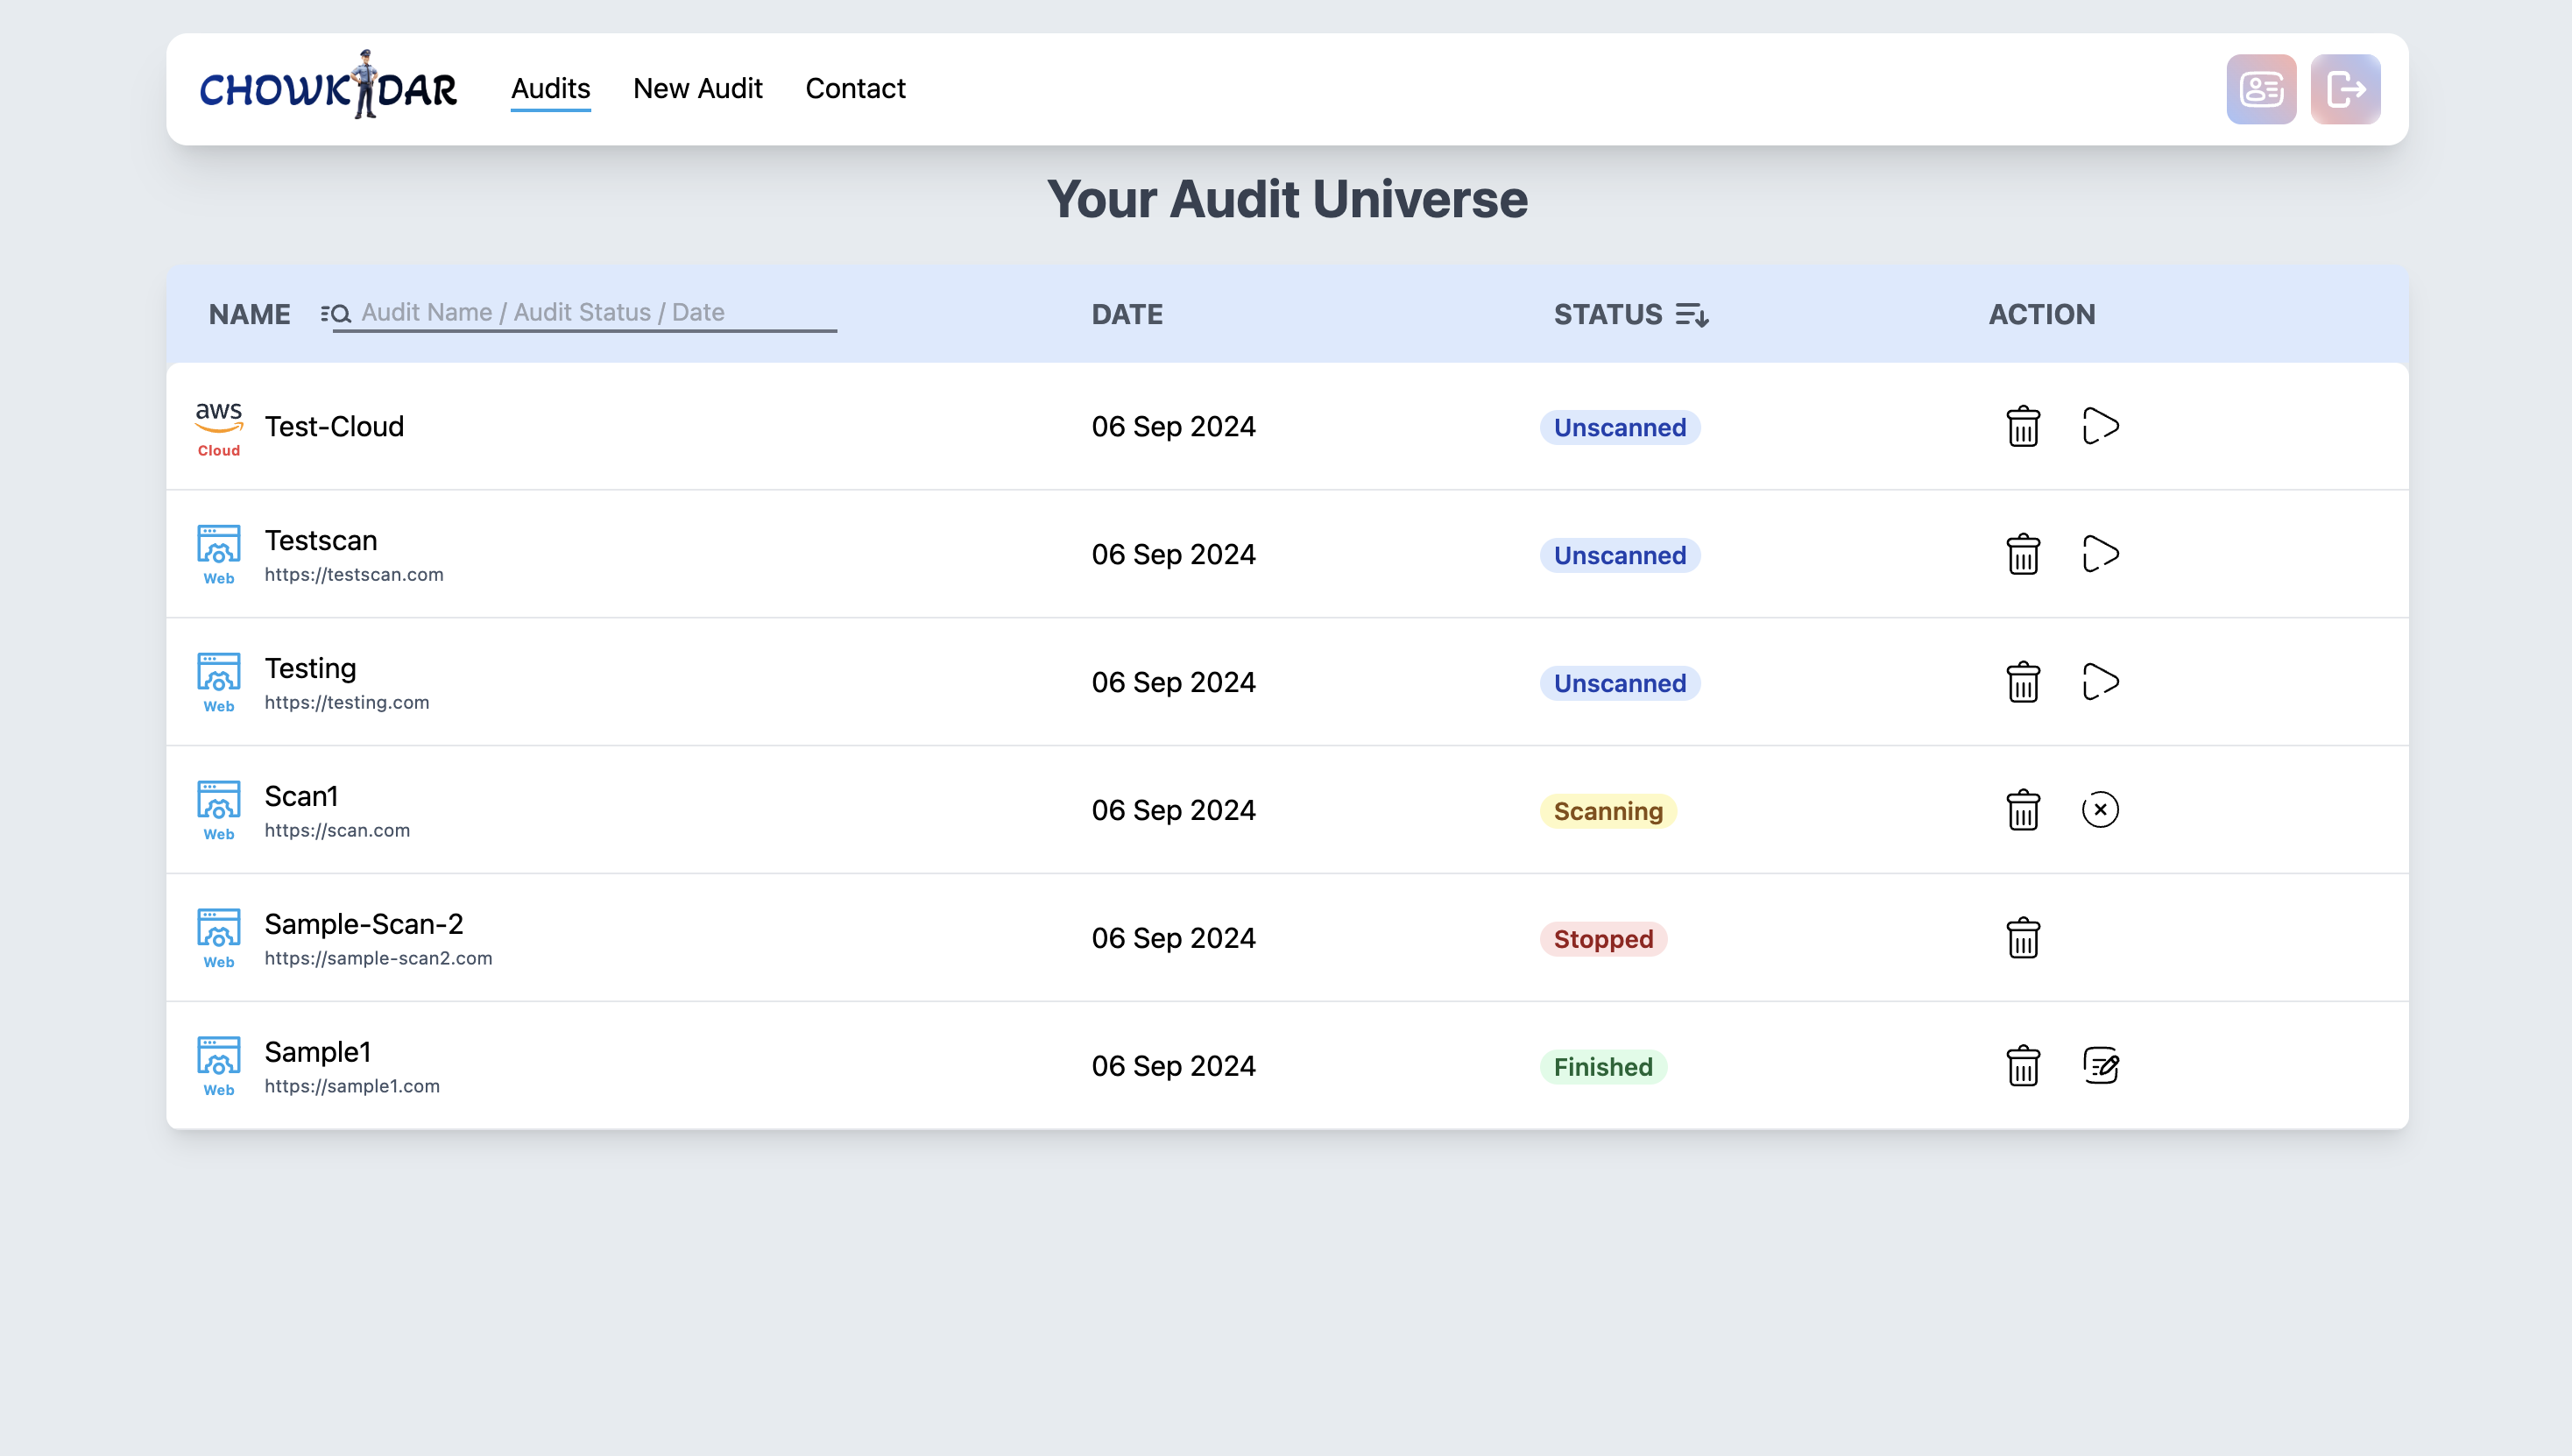 CHOWKIDAR Audits New Audit Contact
Your Audit Universe
NAME Audit Name / Audit Status / Date DATE STATUS ACTION
aws
Cloud
Test-Cloud 06 Sep 2024 Unscanned
Web
Testscan 06 Sep 2024 Unscanned
https://testscan.com
Web
Testing 06 Sep 2024 Unscanned
https://testing.com
Web
Scan1 06 Sep 2024 Scanning
https://scan.com
Web
Sample-Scan-2 06 Sep 2024 Stopped
https://sample-scan2.com
Web
Sample1 06 Sep 2024 Finished
https://sample1.com
Web